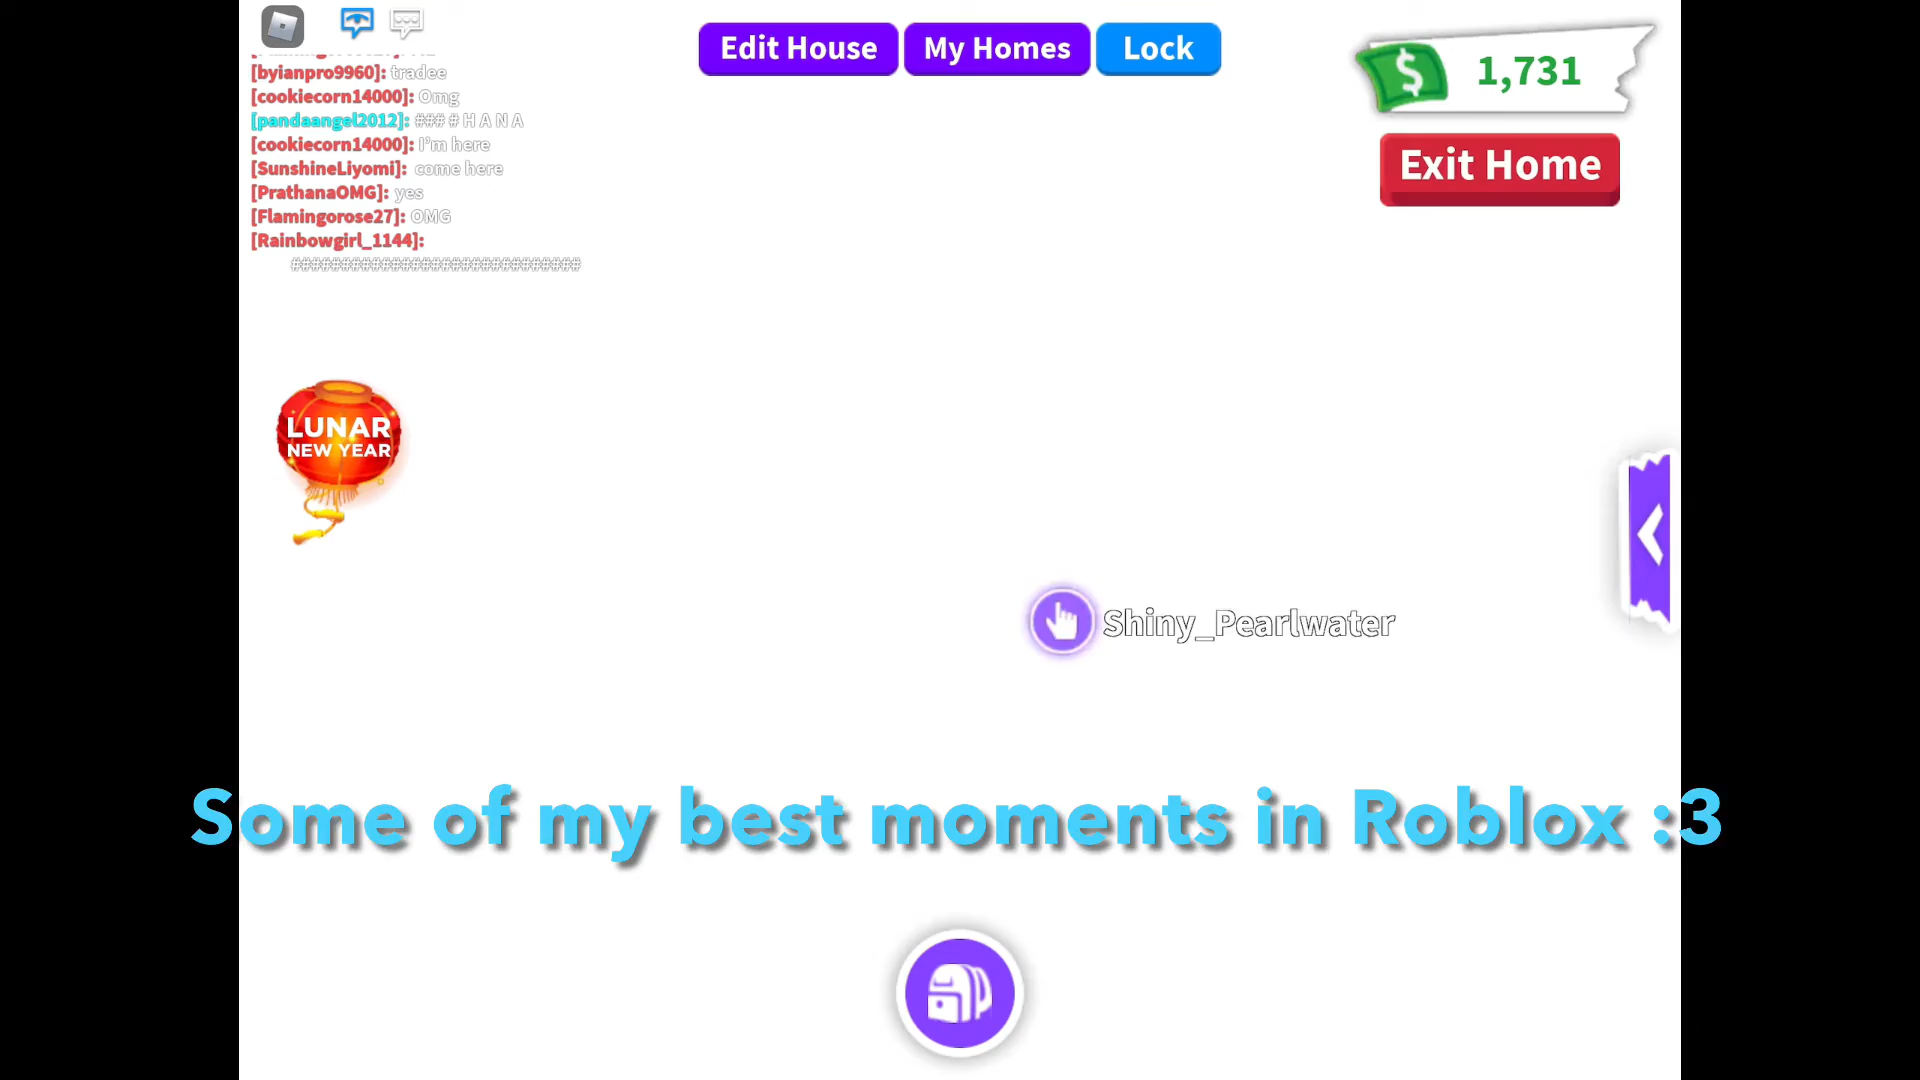 Edit House
My Homes
Lock
1,731
Exit Home
[byianpro9960]: tradee
[cookiecorn14000]: Omg
[pandaangel2012]: ### # H A N A
[cookiecorn14000]: I'm here
[SunshineLiyomi]: come here
[PrathanaOMG]: yes
[Flamingorose27]: OMG
[Rainbowgirl_1144]:
#############################
LUNAR
NEW YEAR
Shiny_Pearlwater
Some of my best moments in Roblox :3